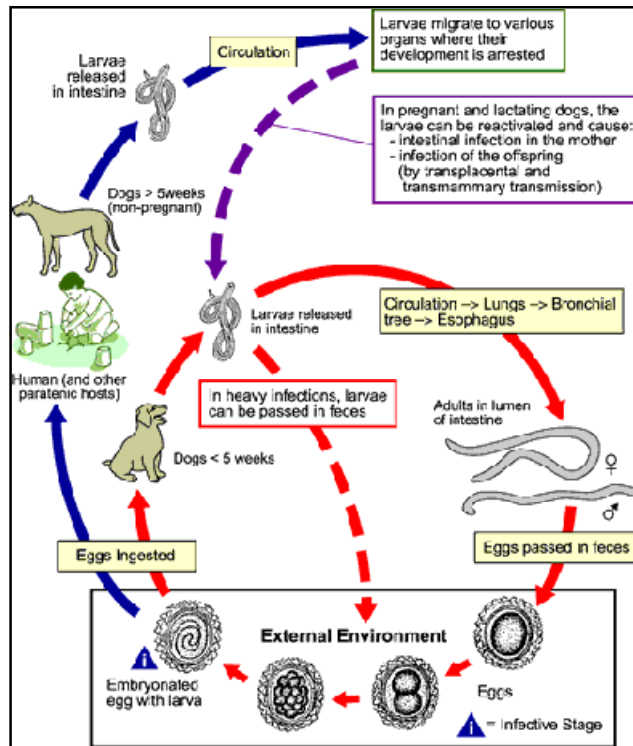 Larvae
released
in intestine
Circulation
Larvae migrate to various
organs where their
development is arrested
In pregnant and lactating dogs, the
larvae can be reactivated and cause:
- intestinal infection in the mother
- infection of the offspring
(by transplacental and
transmammary transmission)
Dogs > 5weeks
(non-pregnant)
Larvae released
in intestine
Circulation --> Lungs --> Bronchial
tree --> Esophagus
Human (and other
paratenic hosts)
In heavy infections, larvae
can be passed in feces
Adults in lumen
of intestine
♀
♂
Dogs < 5 weeks
Eggs Ingested
Eggs passed in feces
External Environment
i
Embryonated
egg with larva
Eggs
i = Infective Stage